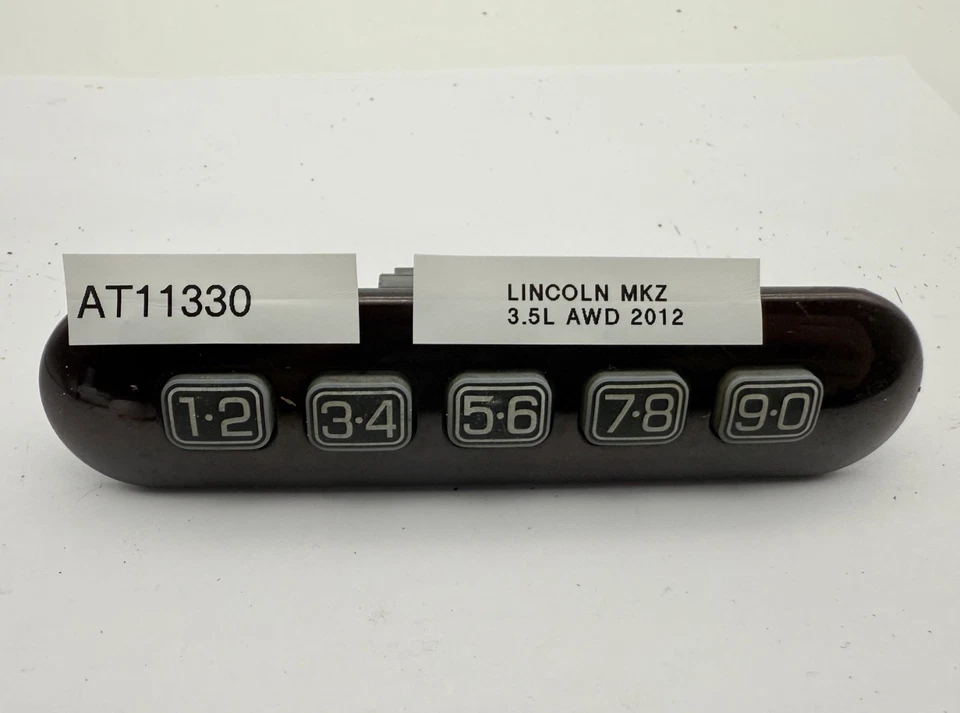 AT11330
LINCOLN MKZ
3.5L AWD 2012
1·2 3·4 5·6 7·8 9·0